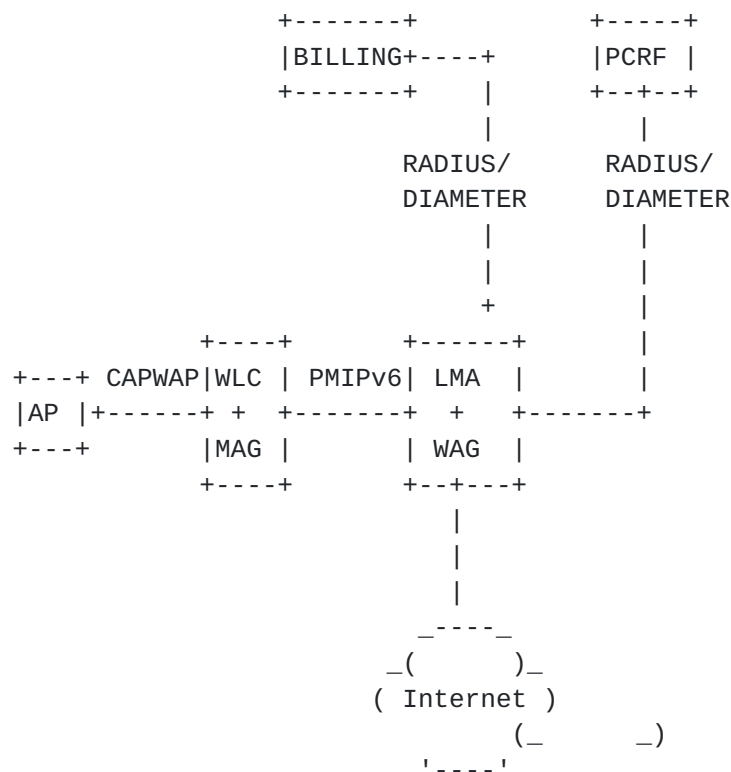 BILLING PCRF
RADIUS/ RADIUS/
DIAMETER DIAMETER
CAPWAP WLC PMIPv6 LMA
AP + +
MAG WAG
Internet